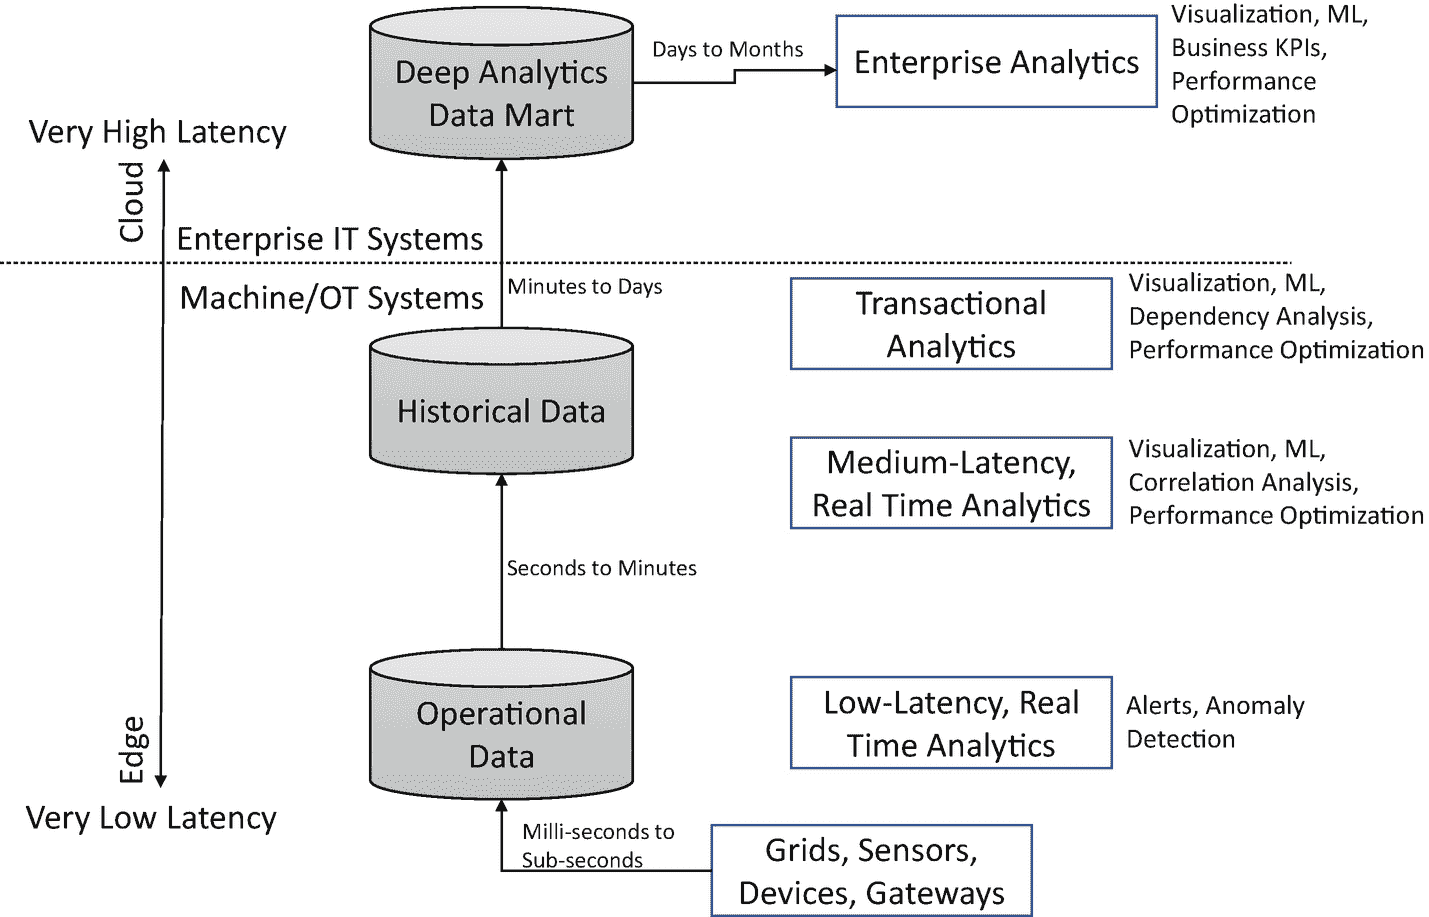 Deep Analytics
Data Mart
Days to Months
Enterprise Analytics
Visualization, ML,
Business KPIs,
Performance
Optimization
Very High Latency
Cloud
Enterprise IT Systems
Machine/OT Systems
Minutes to Days
Transactional
Analytics
Visualization, ML,
Dependency Analysis,
Performance Optimization
Historical Data
Medium-Latency,
Real Time Analytics
Visualization, ML,
Correlation Analysis,
Performance Optimization
Seconds to Minutes
Operational
Data
Low-Latency, Real
Time Analytics
Alerts, Anomaly
Detection
Edge
Very Low Latency
Milli-seconds to
Sub-seconds
Grids, Sensors,
Devices, Gateways